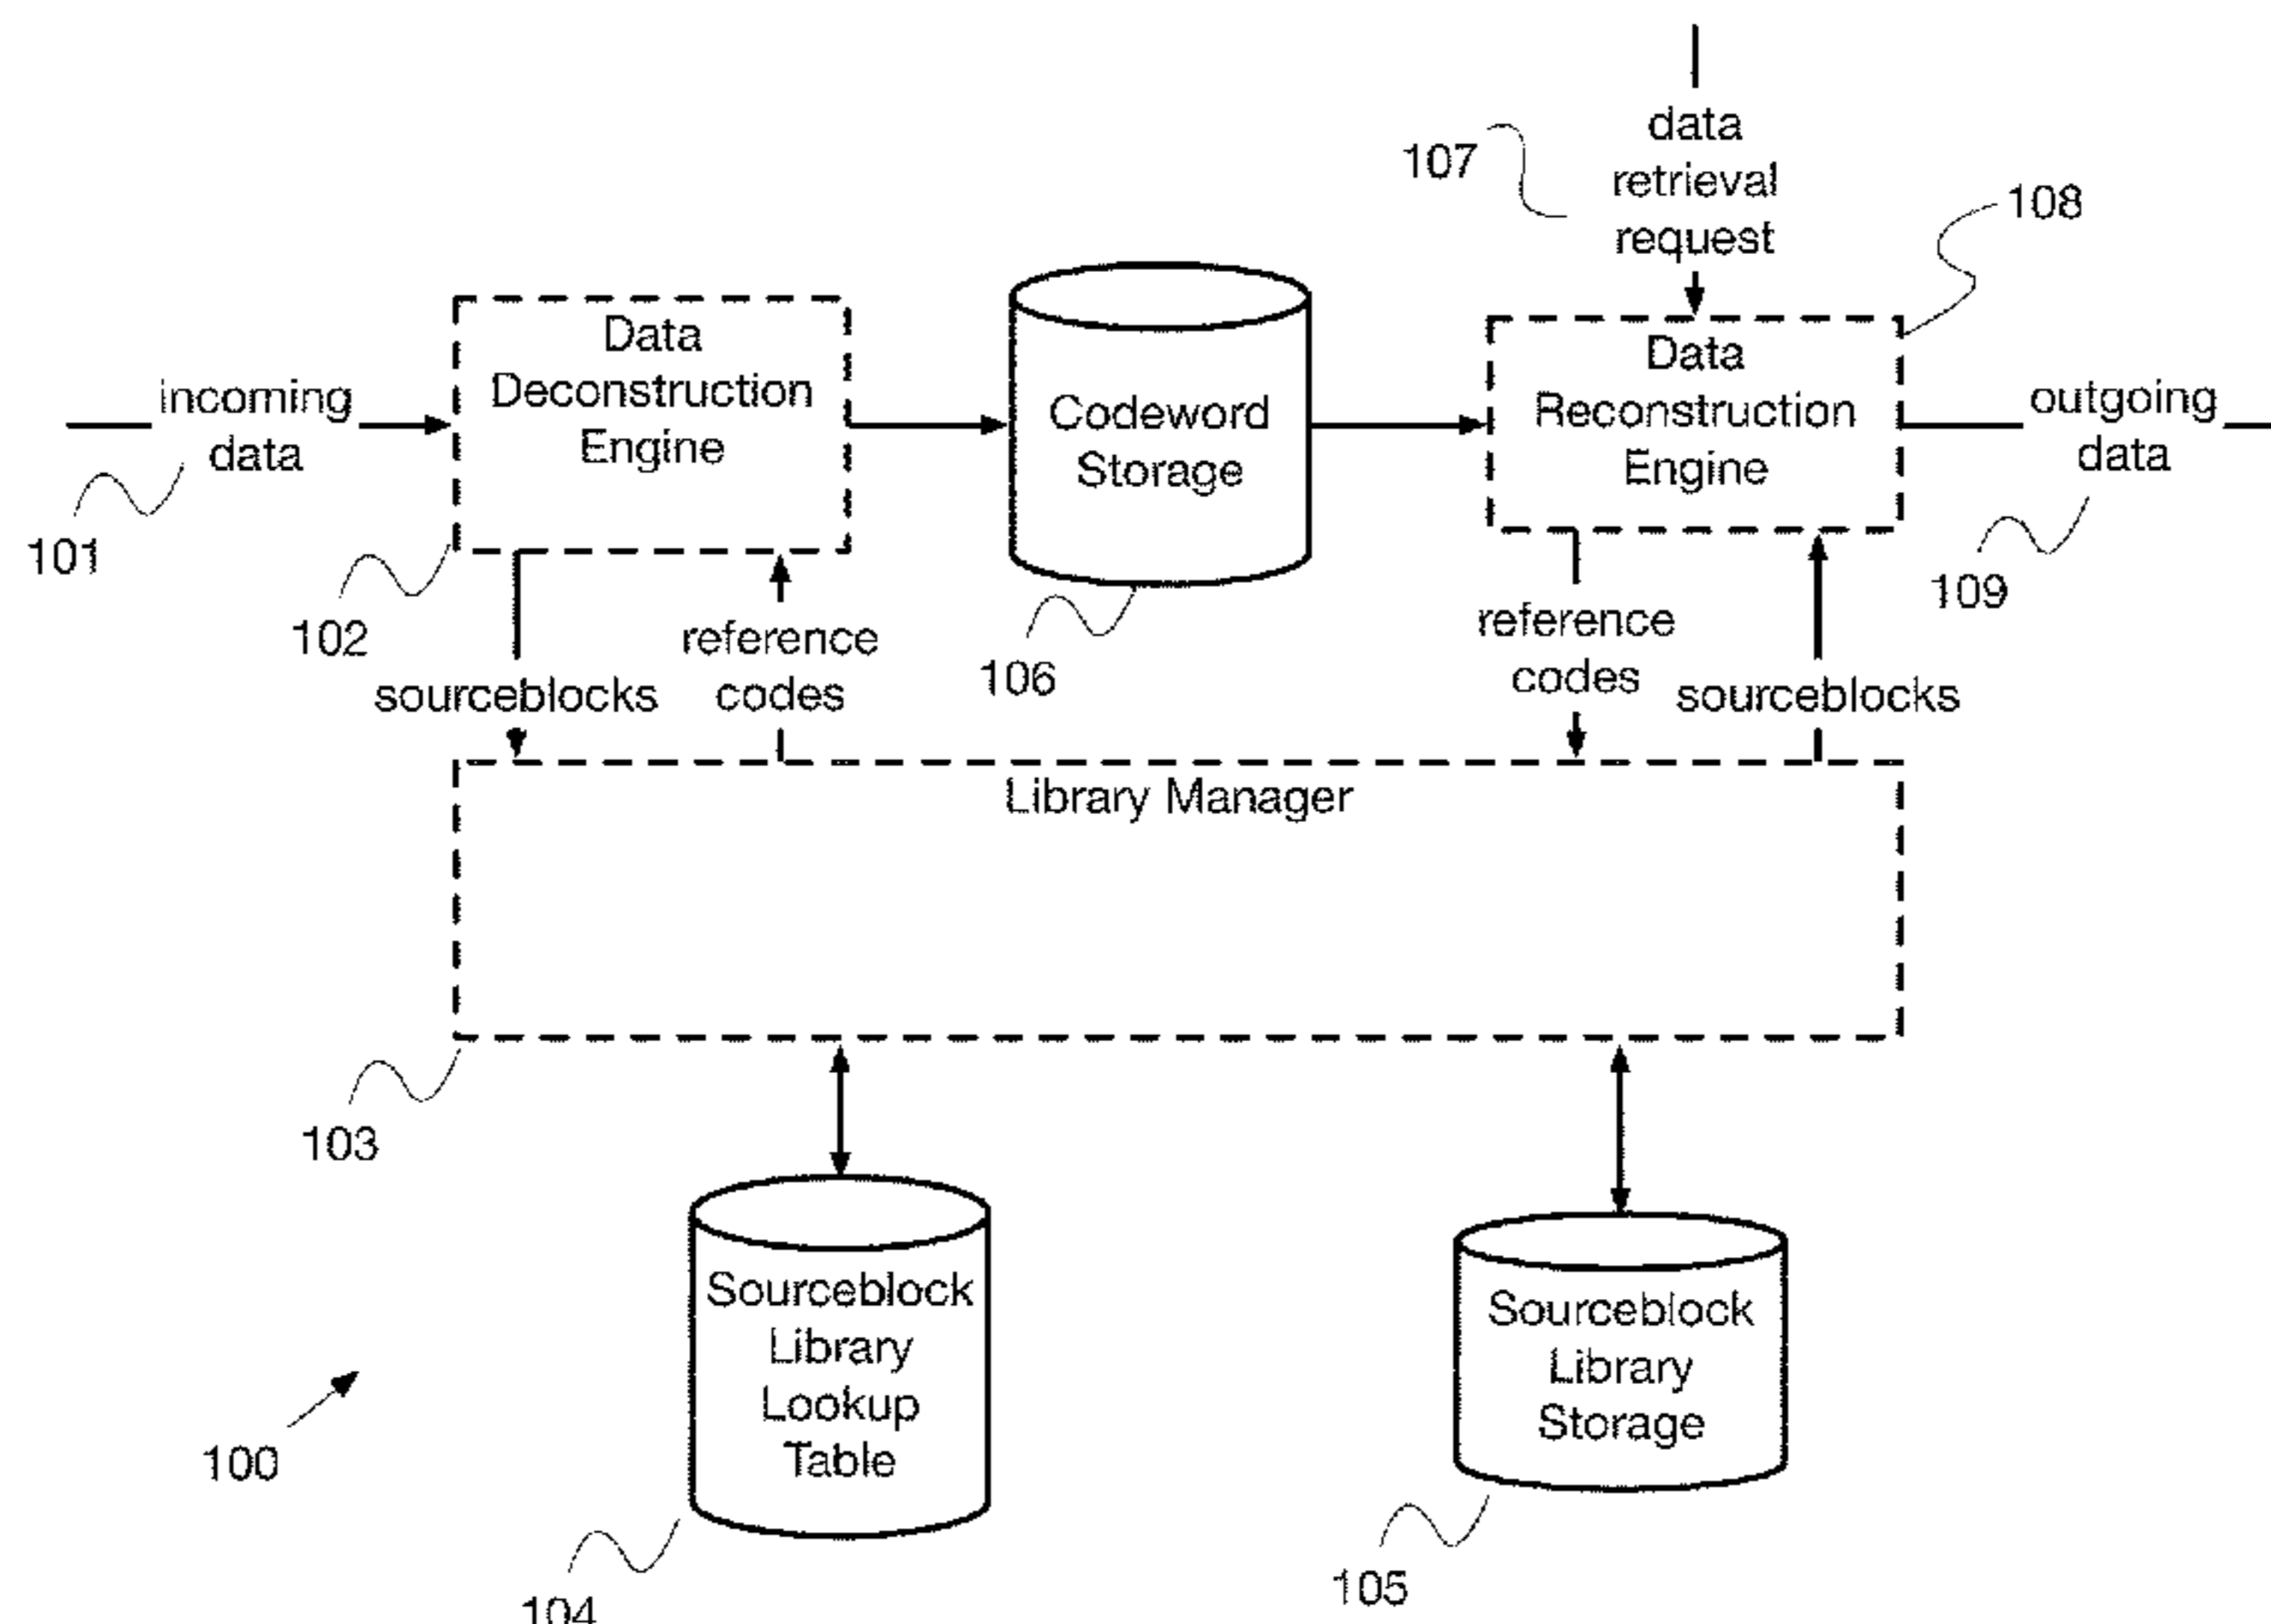 data
retrieval
request
107
108
incoming
data
101
Data
Deconstruction
Engine
102
Codeword
Storage
106
Data
Reconstruction
Engine
outgoing
data
109
sourceblocks
reference
codes
reference
codes
sourceblocks
Library Manager
103
Sourceblock
Library
Lookup
Table
104
Sourceblock
Library
Storage
105
100